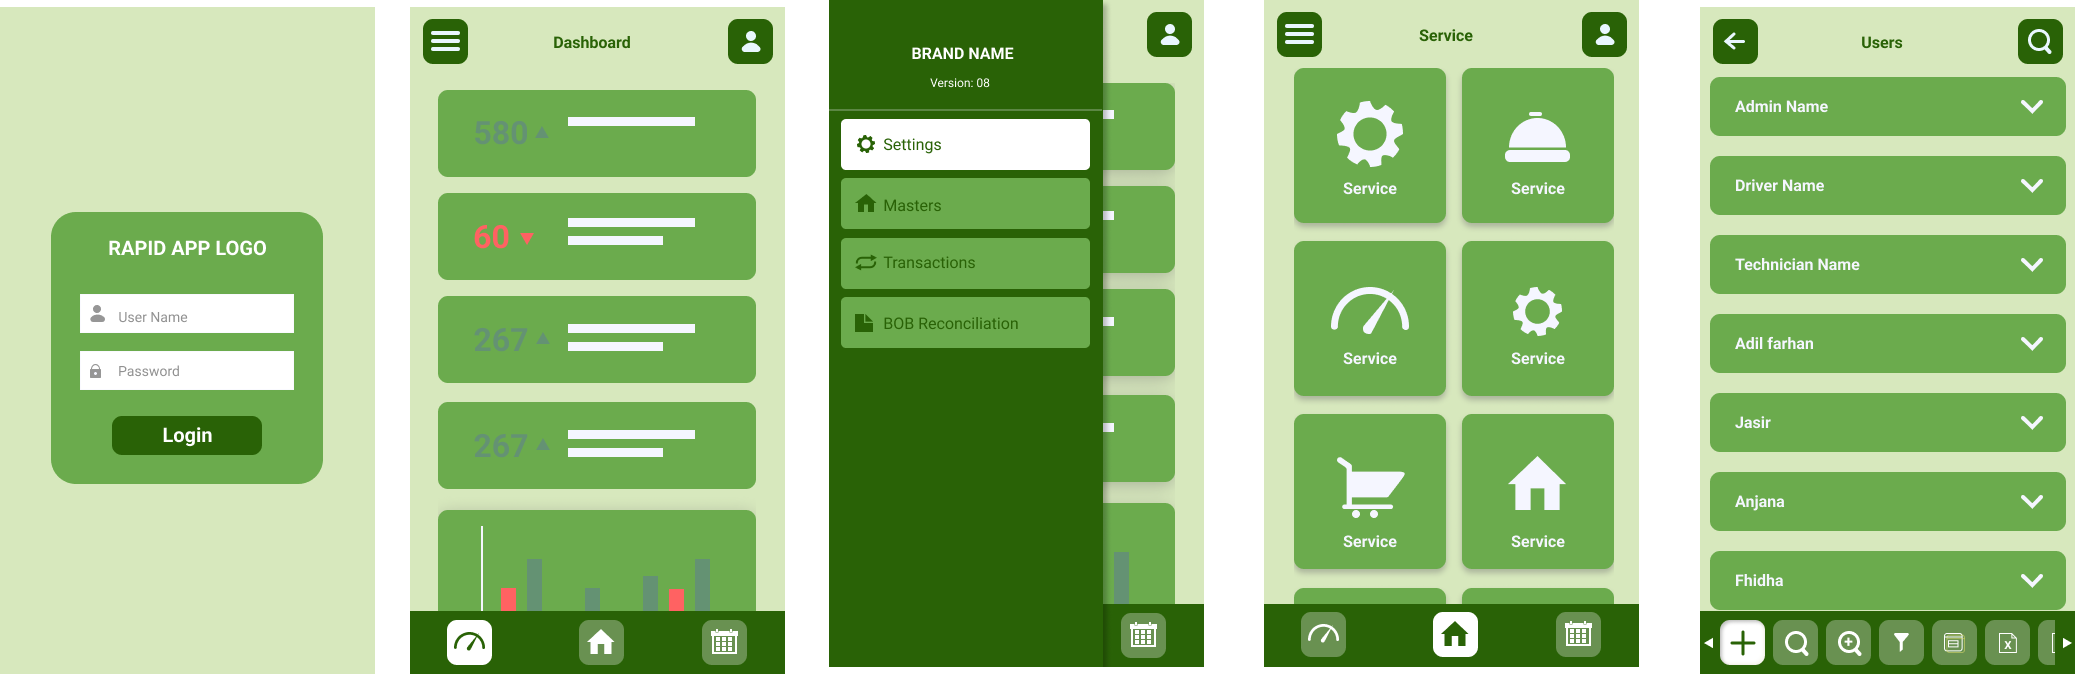 RAPID APP LOGO
User Name
Password
Login
Dashboard
580
60
267
267
BRAND NAME
Version: 08
Settings
Masters
Transactions
BOB Reconciliation
Service
Service
Service
Service
Service
Service
Service
Users
Admin Name
Driver Name
Technician Name
Adil farhan
Jasir
Anjana
Fhidha
X